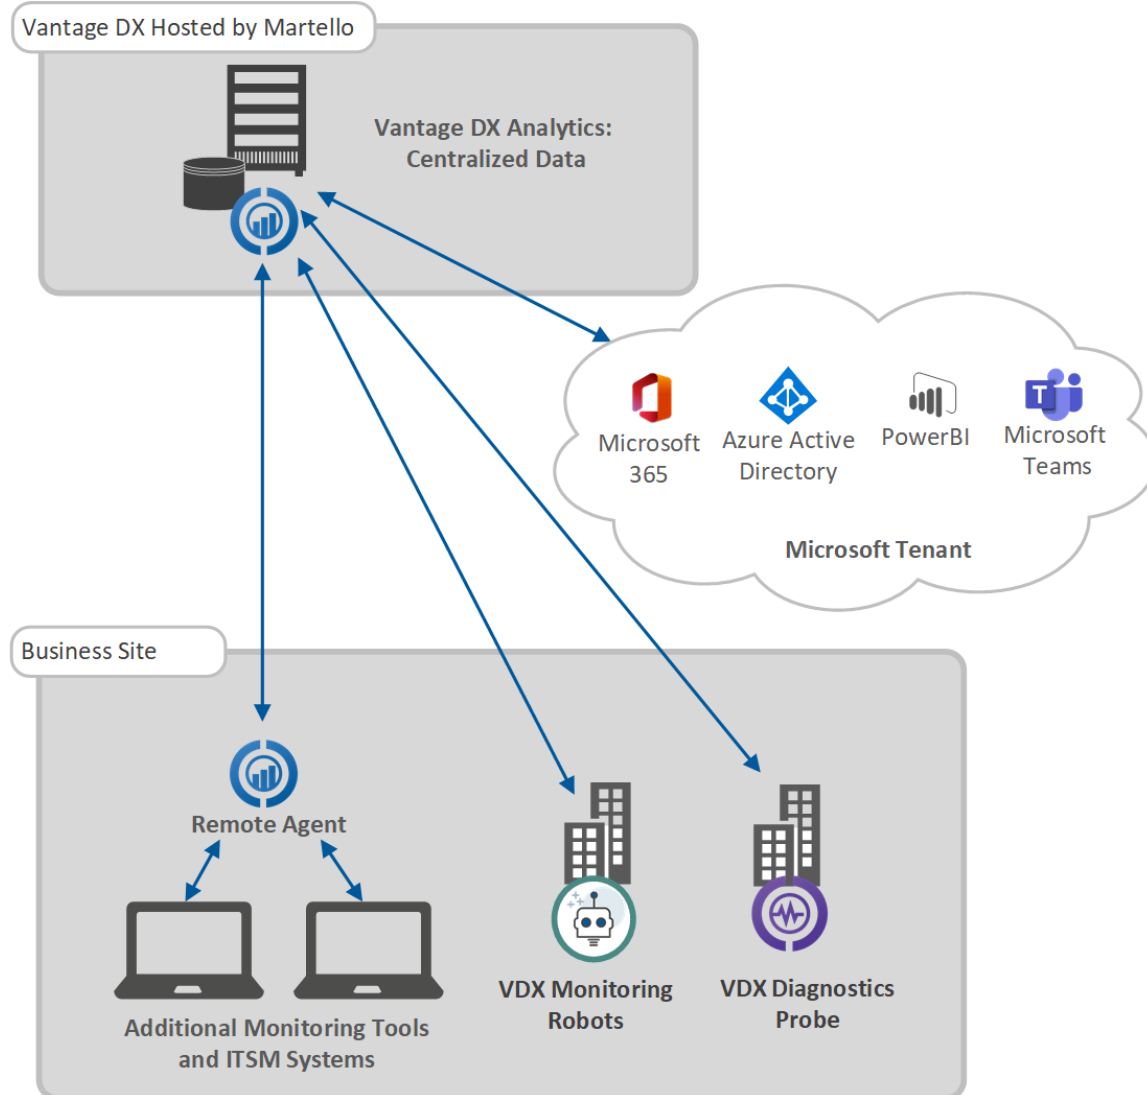 Vantage DX Hosted by Martello
Vantage DX Analytics:
Centralized Data
Microsoft
365
Azure Active
Directory
PowerBI
Microsoft
Teams
T
Microsoft Tenant
Business Site
Remote Agent
Additional Monitoring Tools
and ITSM Systems
VDX Monitoring
Robots
VDX Diagnostics
Probe